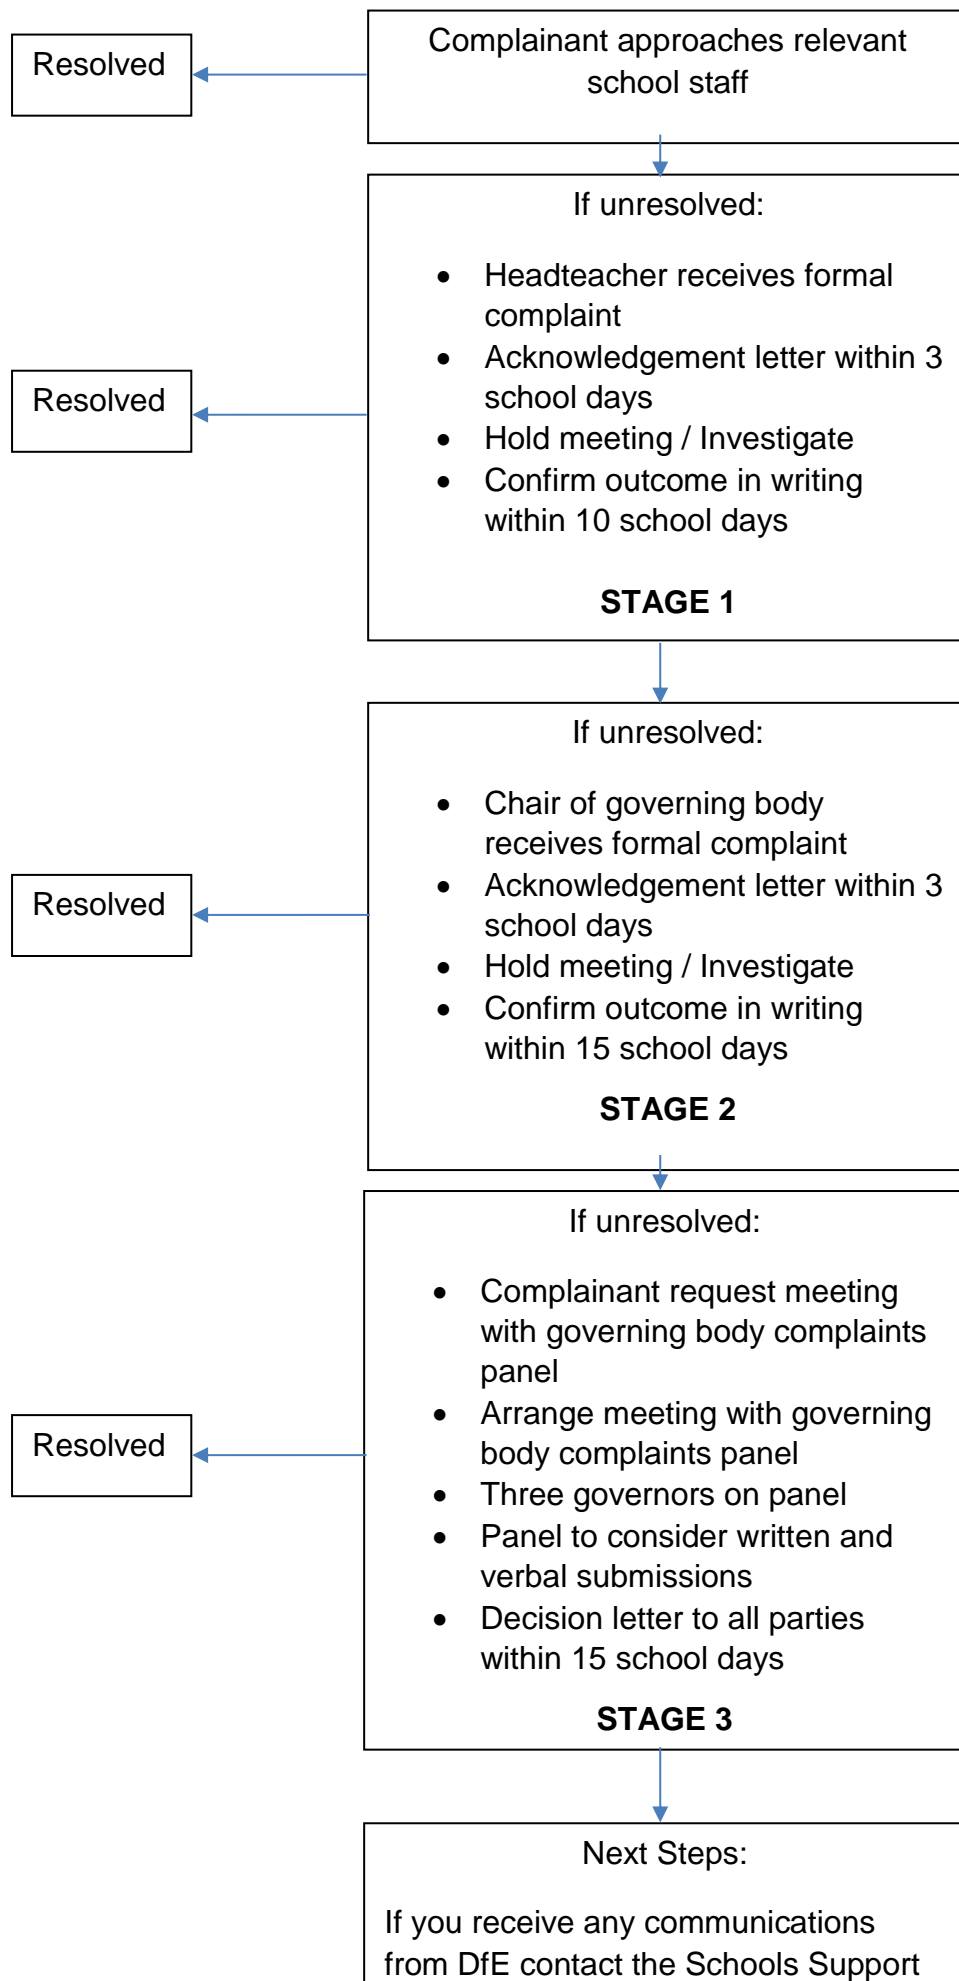 Complainant approaches relevant
school staff
Resolved
If unresolved:
• Headteacher receives formal
complaint
• Acknowledgement letter within 3
school days
• Hold meeting / Investigate
• Confirm outcome in writing
within 10 school days
STAGE 1
Resolved
If unresolved:
• Chair of governing body
receives formal complaint
• Acknowledgement letter within 3
school days
• Hold meeting / Investigate
• Confirm outcome in writing
within 15 school days
STAGE 2
Resolved
If unresolved:
• Complainant request meeting
with governing body complaints
panel
• Arrange meeting with governing
body complaints panel
• Three governors on panel
• Panel to consider written and
verbal submissions
• Decision letter to all parties
within 15 school days
STAGE 3
Resolved
Next Steps:
If you receive any communications
from DfE contact the Schools Support